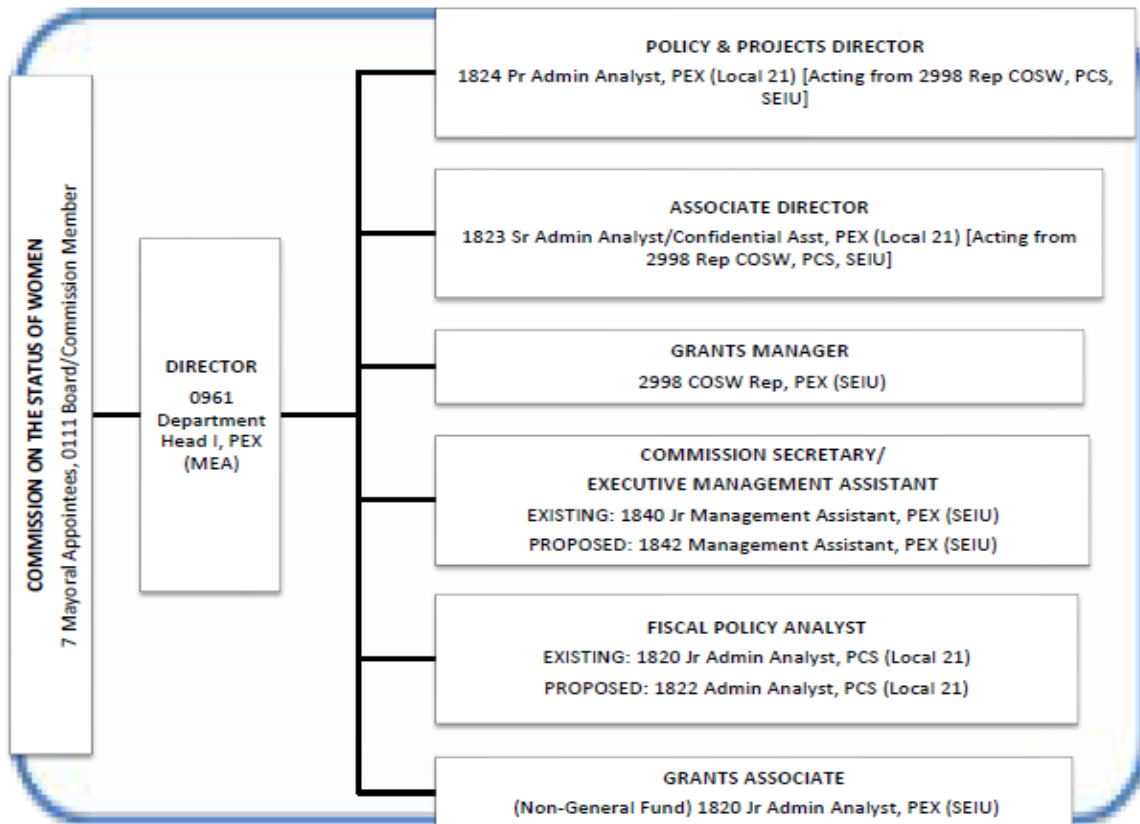 COMMISSION ON THE STATUS OF WOMEN
7 Mayoral Appointees, 0111 Board/Commission Member
DIRECTOR
0961
Department
Head I, PEX
(MEA)
POLICY & PROJECTS DIRECTOR
1824 Pr Admin Analyst, PEX (Local 21) [Acting from 2998 Rep COSW, PCS,
SEIU]
ASSOCIATE DIRECTOR
1823 Sr Admin Analyst/Confidential Asst, PEX (Local 21) [Acting from
2998 Rep COSW, PCS, SEIU]
GRANTS MANAGER
2998 COSW Rep, PEX (SEIU)
COMMISSION SECRETARY/
EXECUTIVE MANAGEMENT ASSISTANT
EXISTING: 1840 Jr Management Assistant, PEX (SEIU)
PROPOSED: 1842 Management Assistant, PEX (SEIU)
FISCAL POLICY ANALYST
EXISTING: 1820 Jr Admin Analyst, PCS (Local 21)
PROPOSED: 1822 Admin Analyst, PCS (Local 21)
GRANTS ASSOCIATE
(Non-General Fund) 1820 Jr Admin Analyst, PEX (SEIU)